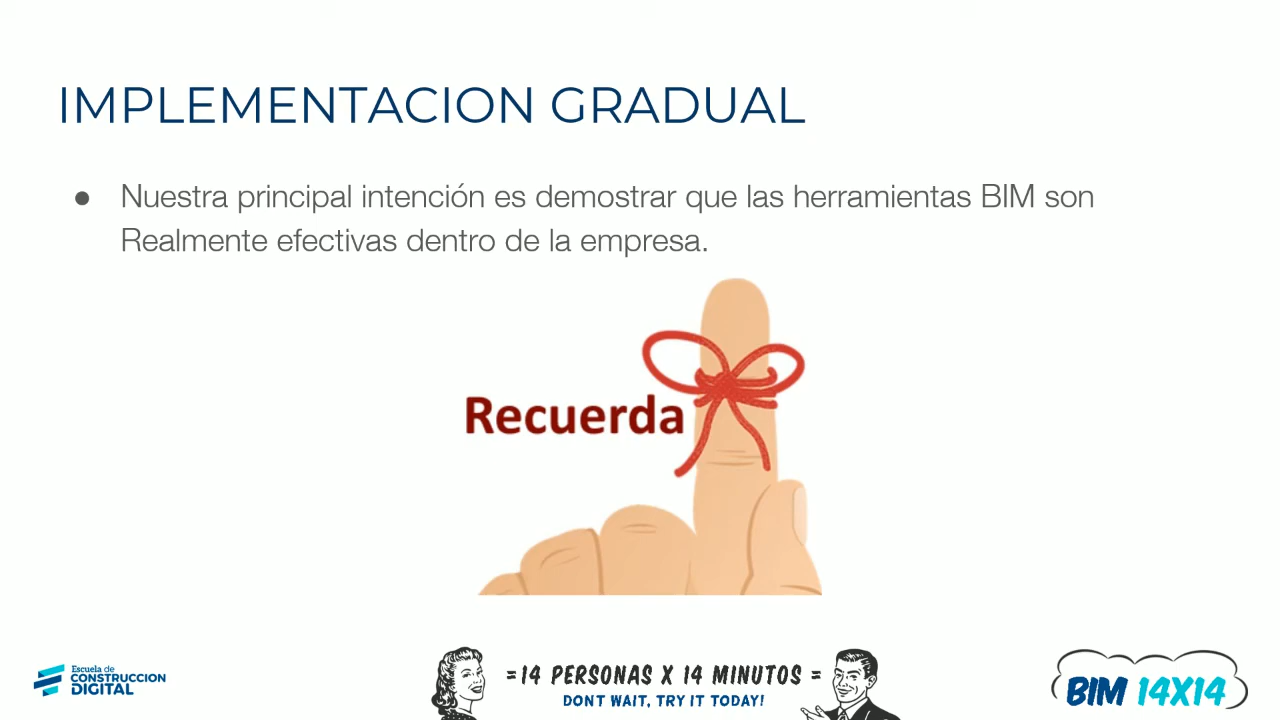 IMPLEMENTACION GRADUAL
● Nuestra principal intención es demostrar que las herramientas BIM son
Realmente efectivas dentro de la empresa.
Recuerda
Escuela de
CONSTRUCCION
DIGITAL
=14 PERSONAS X 14 MINUTOS =
DONT WAIT, TRY IT TODAY!
BIM 14X14